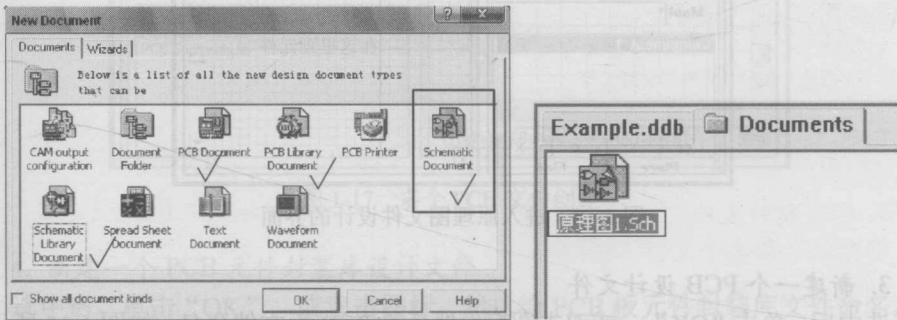 New Document
Documents Wizards
Below is a list of all the new design document types
that can be
CAM output
configuration
Document
Folder
PCB Document
PCB Library
Document
PCB Printer
Schematic
Document
Schematic
Library
Document
Spread Sheet
Document
Text
Document
Waveform
Document
Show all document kinds
OK Cancel Help
Example.ddb Documents
原理图1.Sch
3. 新建一个 PCB 设计文件